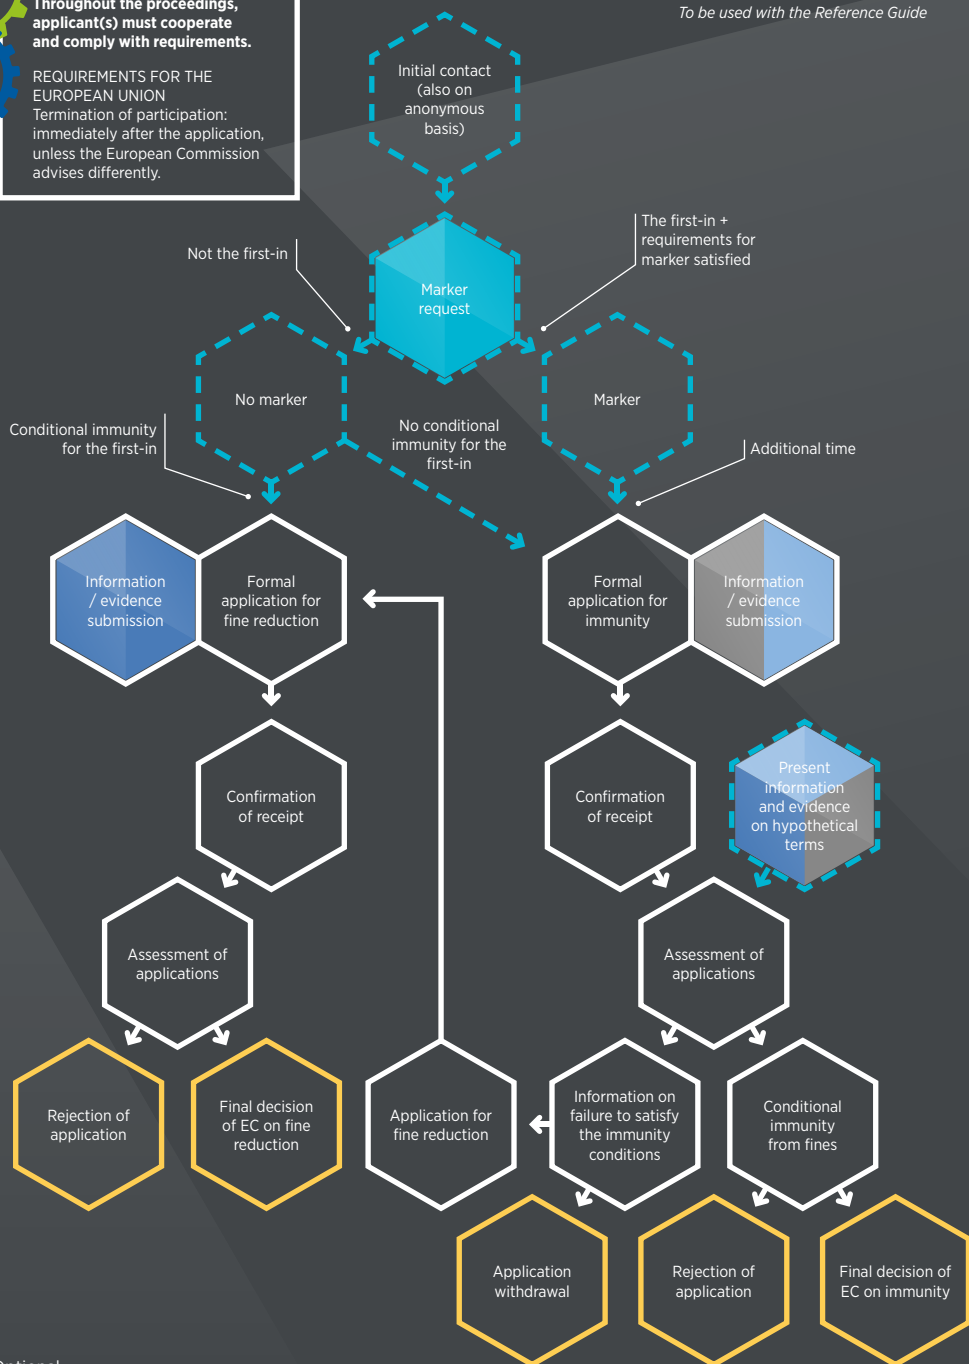 Throughout the proceedings,
applicant(s) must cooperate
and comply with requirements.
REQUIREMENTS FOR THE
EUROPEAN UNION
Termination of participation:
immediately after the application,
unless the European Commission
advises differently.
To be used with the Reference Guide
Initial contact
(also on
anonymous
basis)
Not the first-in
Marker
request
The first-in +
requirements for
marker satisfied
No marker
Marker
Conditional immunity
for the first-in
No conditional
immunity for the
first-in
Additional time
Information
/ evidence
submission
Formal
application for
fine reduction
Formal
application for
immunity
Information
/ evidence
submission
Confirmation
of receipt
Confirmation
of receipt
Present
information
and evidence
on hypothetical
terms
Assessment of
applications
Assessment of
applications
Rejection of
application
Final decision
of EC on fine
reduction
Application for
fine reduction
Information on
failure to satisfy
the immunity
conditions
Conditional
immunity
from fines
Application
withdrawal
Rejection of
application
Final decision of
EC on immunity
Optional